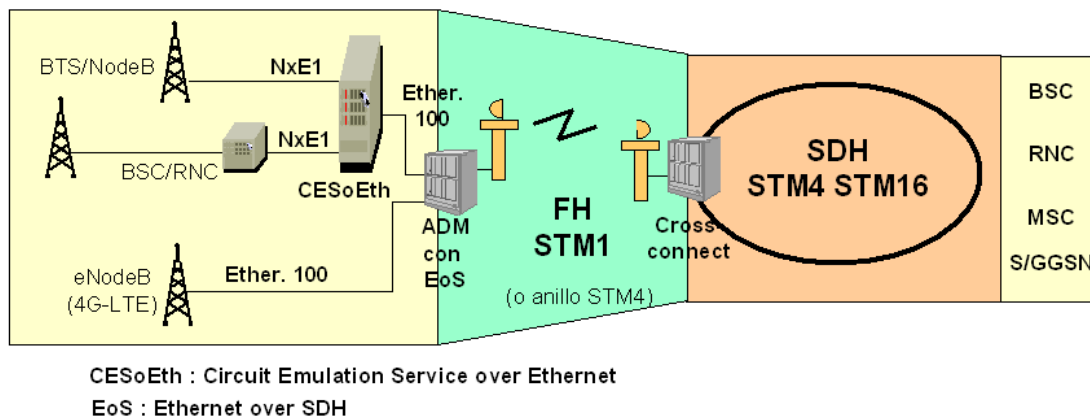 BTS/NodeB
NxE1
Ether.
100
NxE1
BSC/RNC
CESoEth
ADM
con
EoS
eNodeB
(4G-LTE)
Ether. 100
FH
STM1
(o anillo STM4)
Cross-
connect
SDH
STM4 STM16
BSC
RNC
MSC
S/GGSN
CESoEth : Circuit Emulation Service over Ethernet
EoS : Ethernet over SDH